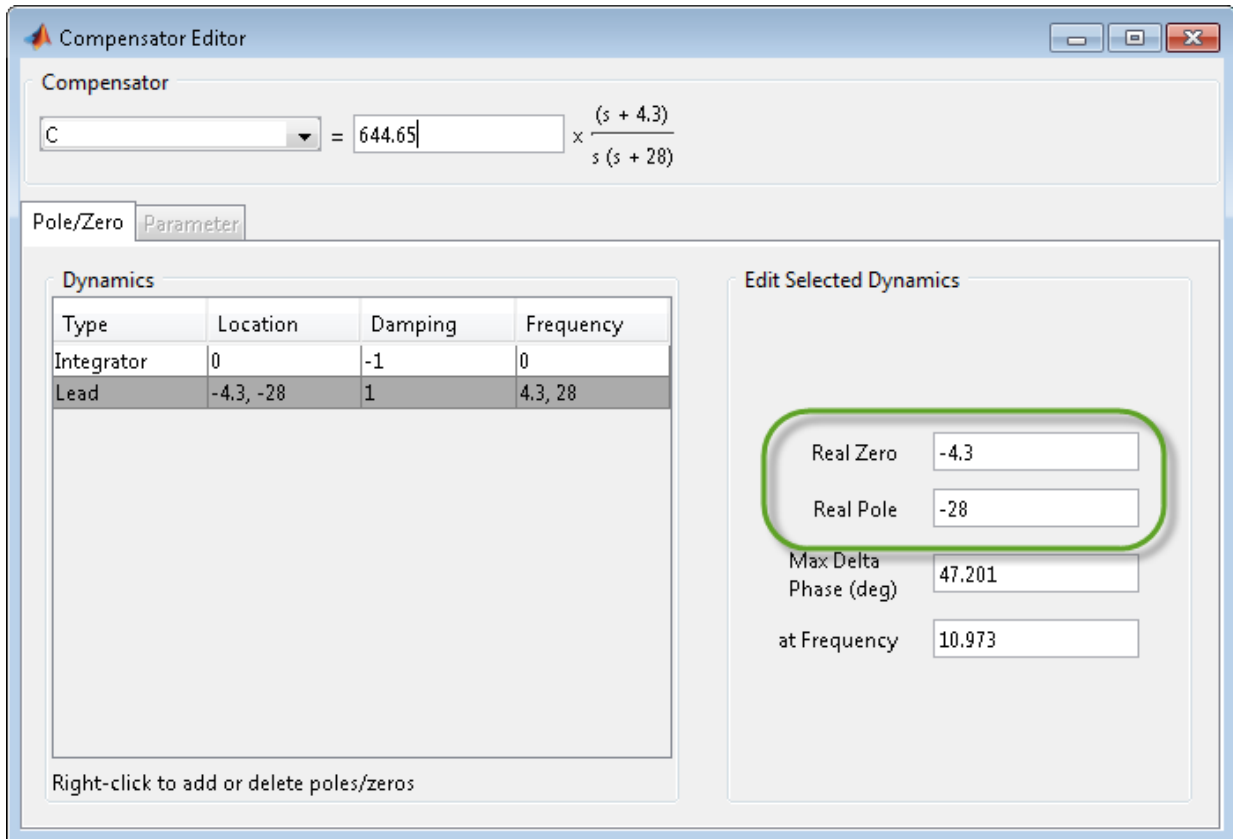 Compensator Editor
Compensator
C = 644.65 x (s + 4.3)
s (s + 28)
Pole/Zero Parameter
Dynamics
Type Location Damping Frequency
Integrator 0 -1 0
Lead -4.3, -28 1 4.3, 28
Right-click to add or delete poles/zeros
Edit Selected Dynamics
Real Zero -4.3
Real Pole -28
Max Delta
Phase (deg) 47.201
at Frequency 10.973